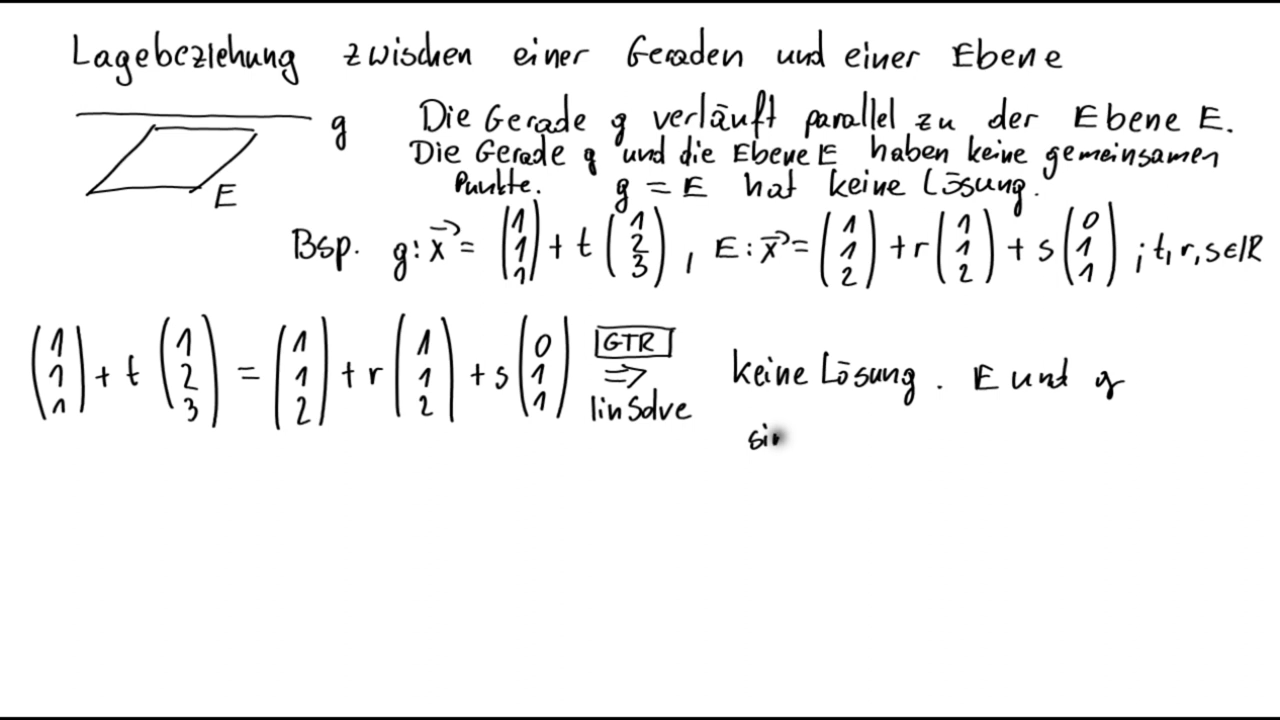 Lagebeziehung zwischen einer Geraden und einer Ebene
g Die Gerade g verläuft parallel zu der Ebene E.
Die Gerade g und die Ebene E haben keine gemeinsamen
E Punkte. g = E hat keine Lösung.
Bsp. g: x⃗ = (1 1 1) + t (1 2 3), E: x⃗ = (1 1 2) + r (1 1 2) + s (0 1 1) ; t, r, s ∈ ℝ
(1 1 1) + t (1 2 3) = (1 1 2) + r (1 1 2) + s (0 1 1) GTR ⇒ linSolve keine Lösung. E und g